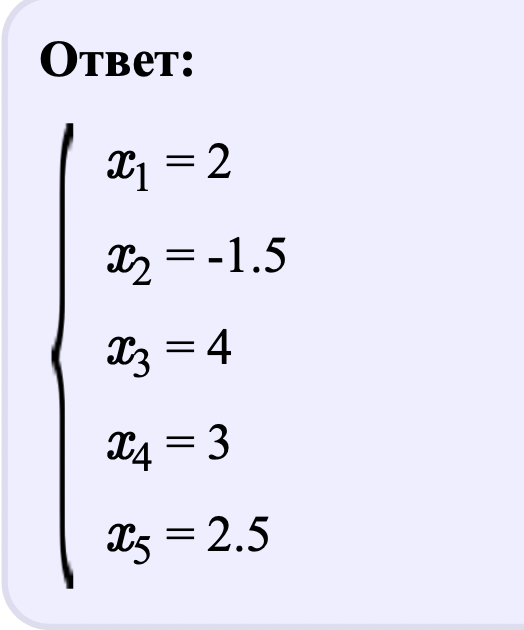 Ответ:
x₁ = 2
x₂ = -1.5
x₃ = 4
x₄ = 3
x₅ = 2.5